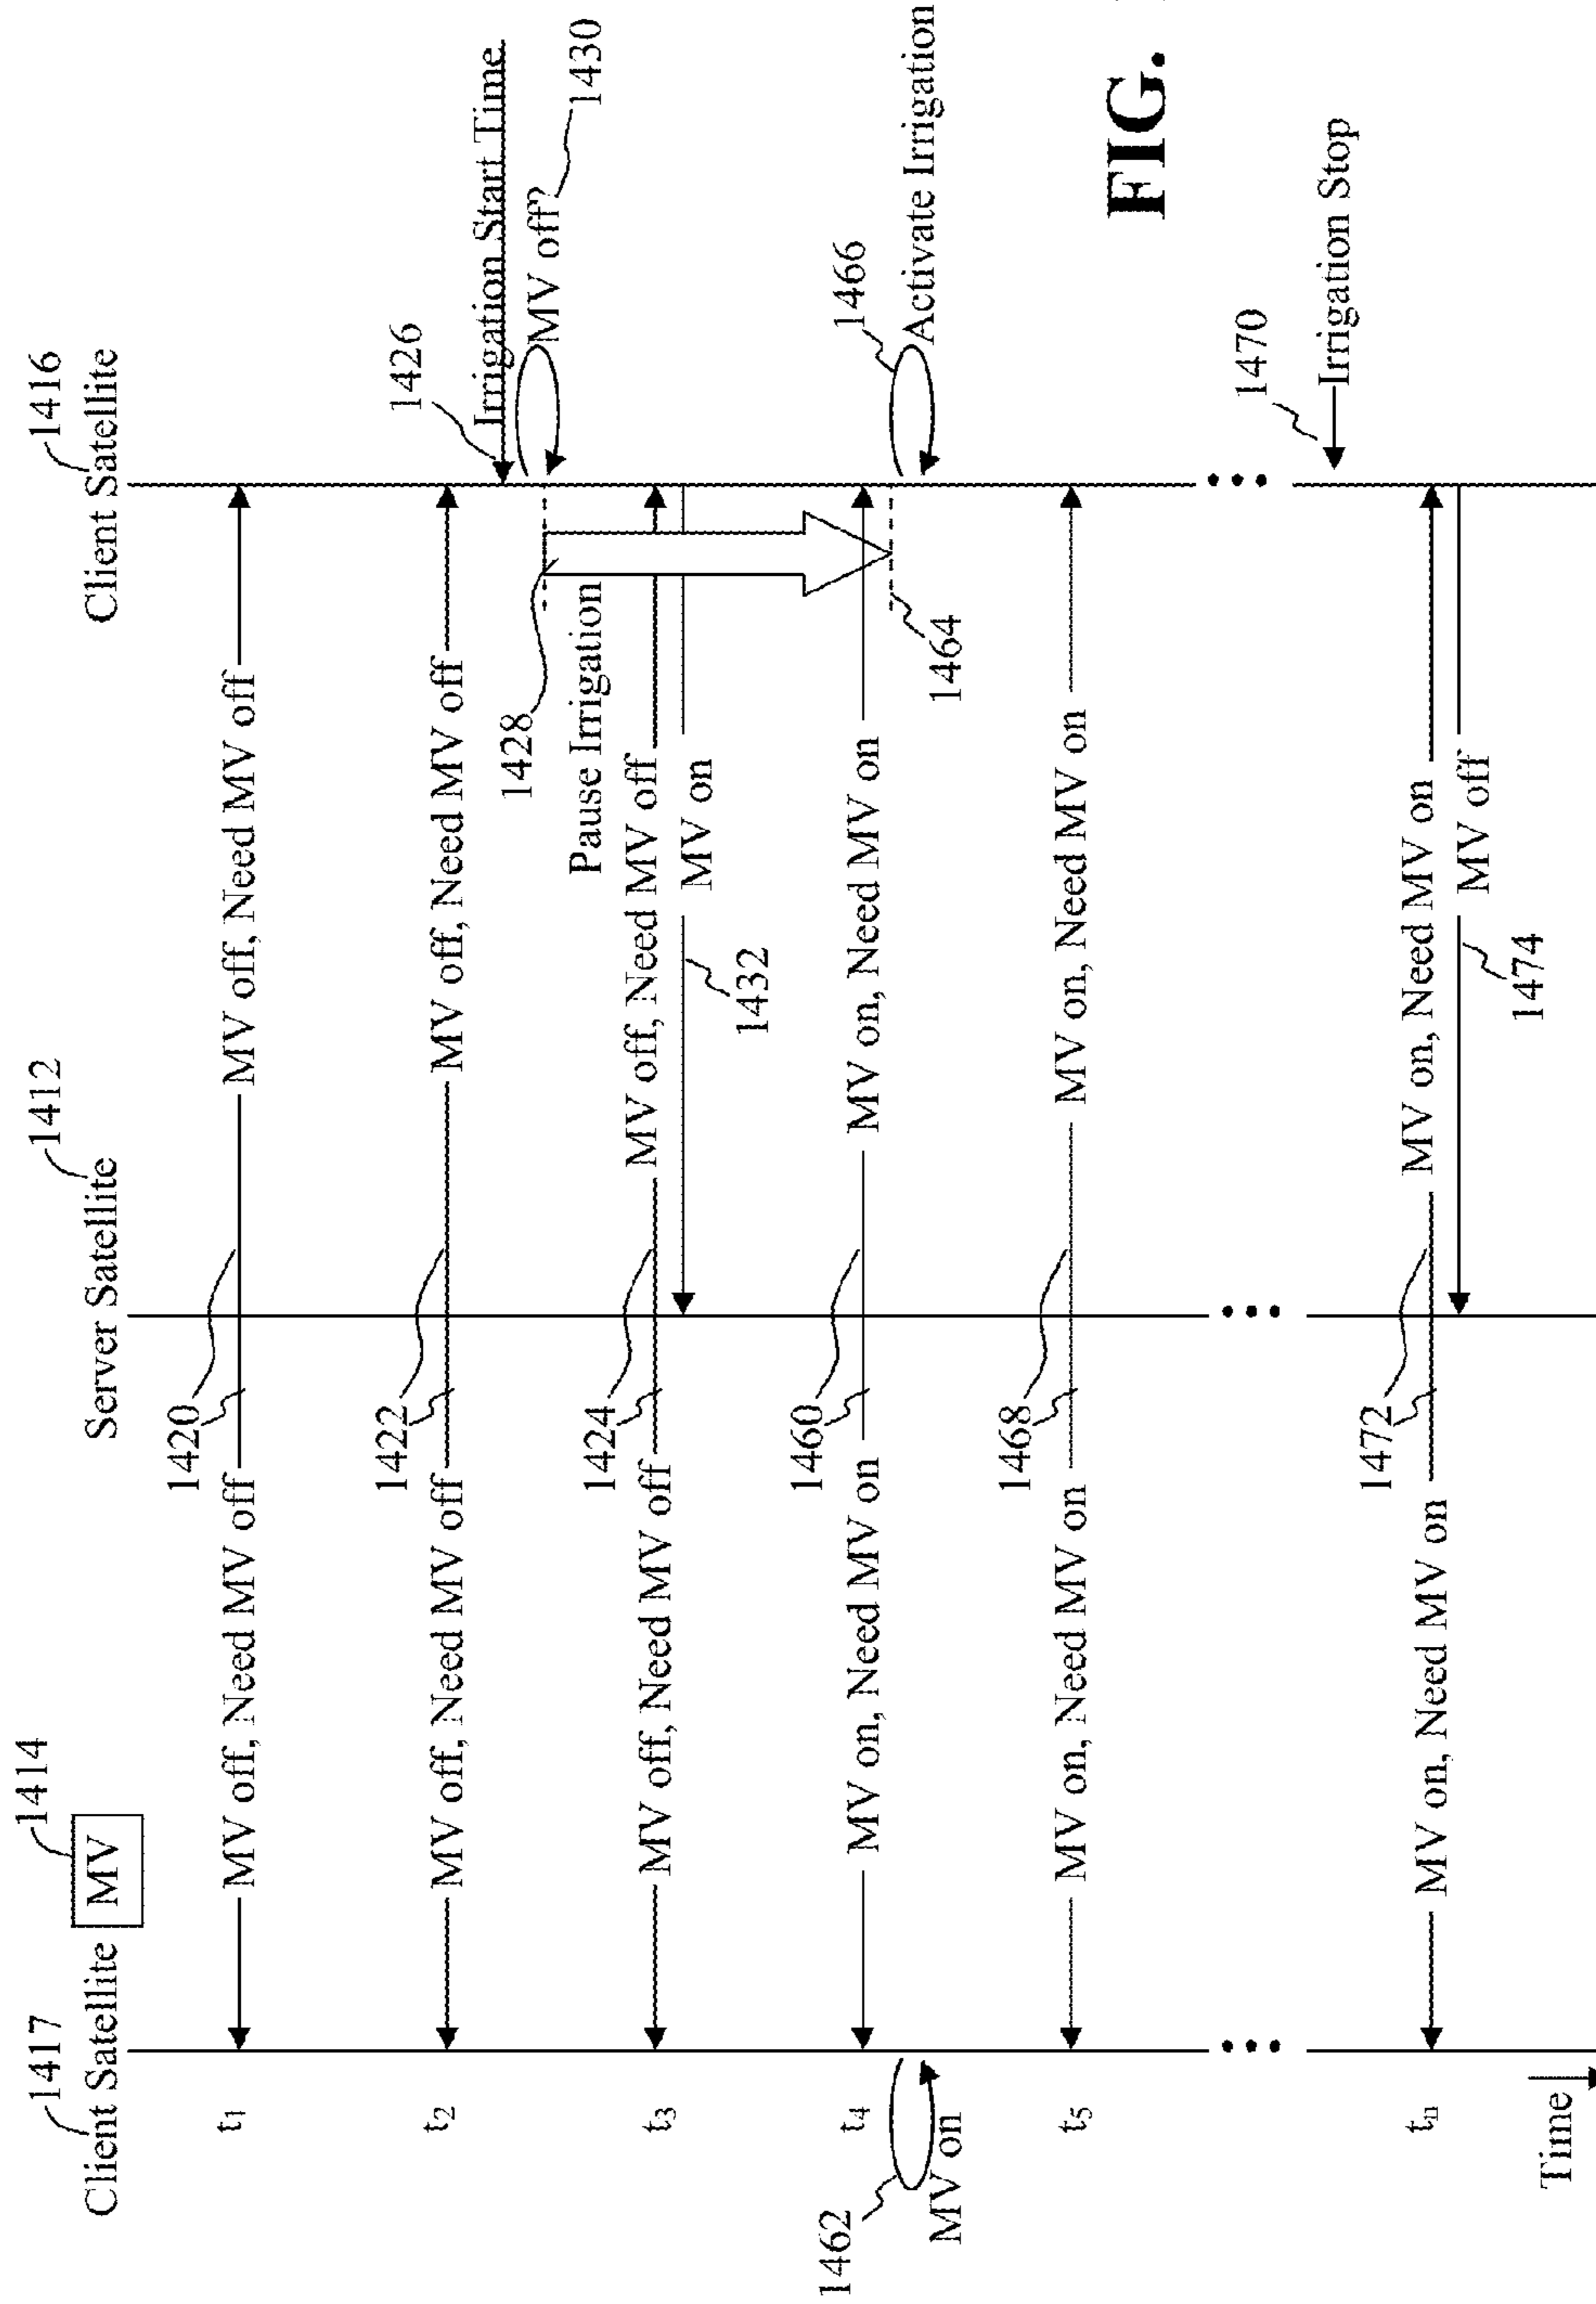 1417
Client Satellite
1414
MV
1412
Server Satellite
1416
Client Satellite
t1
MV off, Need MV off
1420
MV off, Need MV off
t2
MV off, Need MV off
1422
MV off, Need MV off
1426
Irrigation Start Time
MV off?
1430
1428
Pause Irrigation
t3
MV off, Need MV off
1424
MV off, Need MV off
MV on
1432
t4
MV on, Need MV on
1460
MV on, Need MV on
1462
MV on
1464
1466
Activate Irrigation
t5
MV on, Need MV on
1468
MV on, Need MV on
1470
Irrigation Stop
tn
MV on, Need MV on
1472
MV on, Need MV on
MV off
1474
Time
FIG.